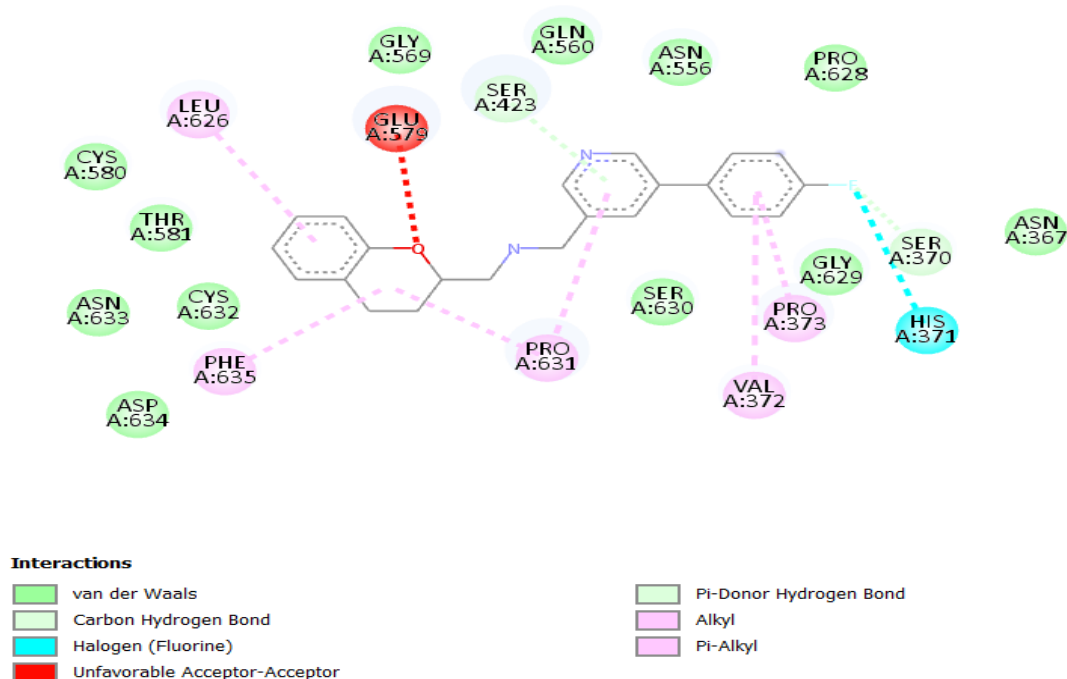 GLY
A:569
GLN
A:560
ASN
A:556
PRO
A:628
SER
A:423
LEU
A:626
GLU
A:579
CYS
A:580
N
F
THR
A:581
ASN
A:367
SER
A:370
O
N
GLY
A:629
ASN
A:633
CYS
A:632
SER
A:630
PRO
A:373
HIS
A:371
PHE
A:635
PRO
A:631
VAL
A:372
ASP
A:634
Interactions
van der Waals
Carbon Hydrogen Bond
Halogen (Fluorine)
Unfavorable Acceptor-Acceptor
Pi-Donor Hydrogen Bond
Alkyl
Pi-Alkyl